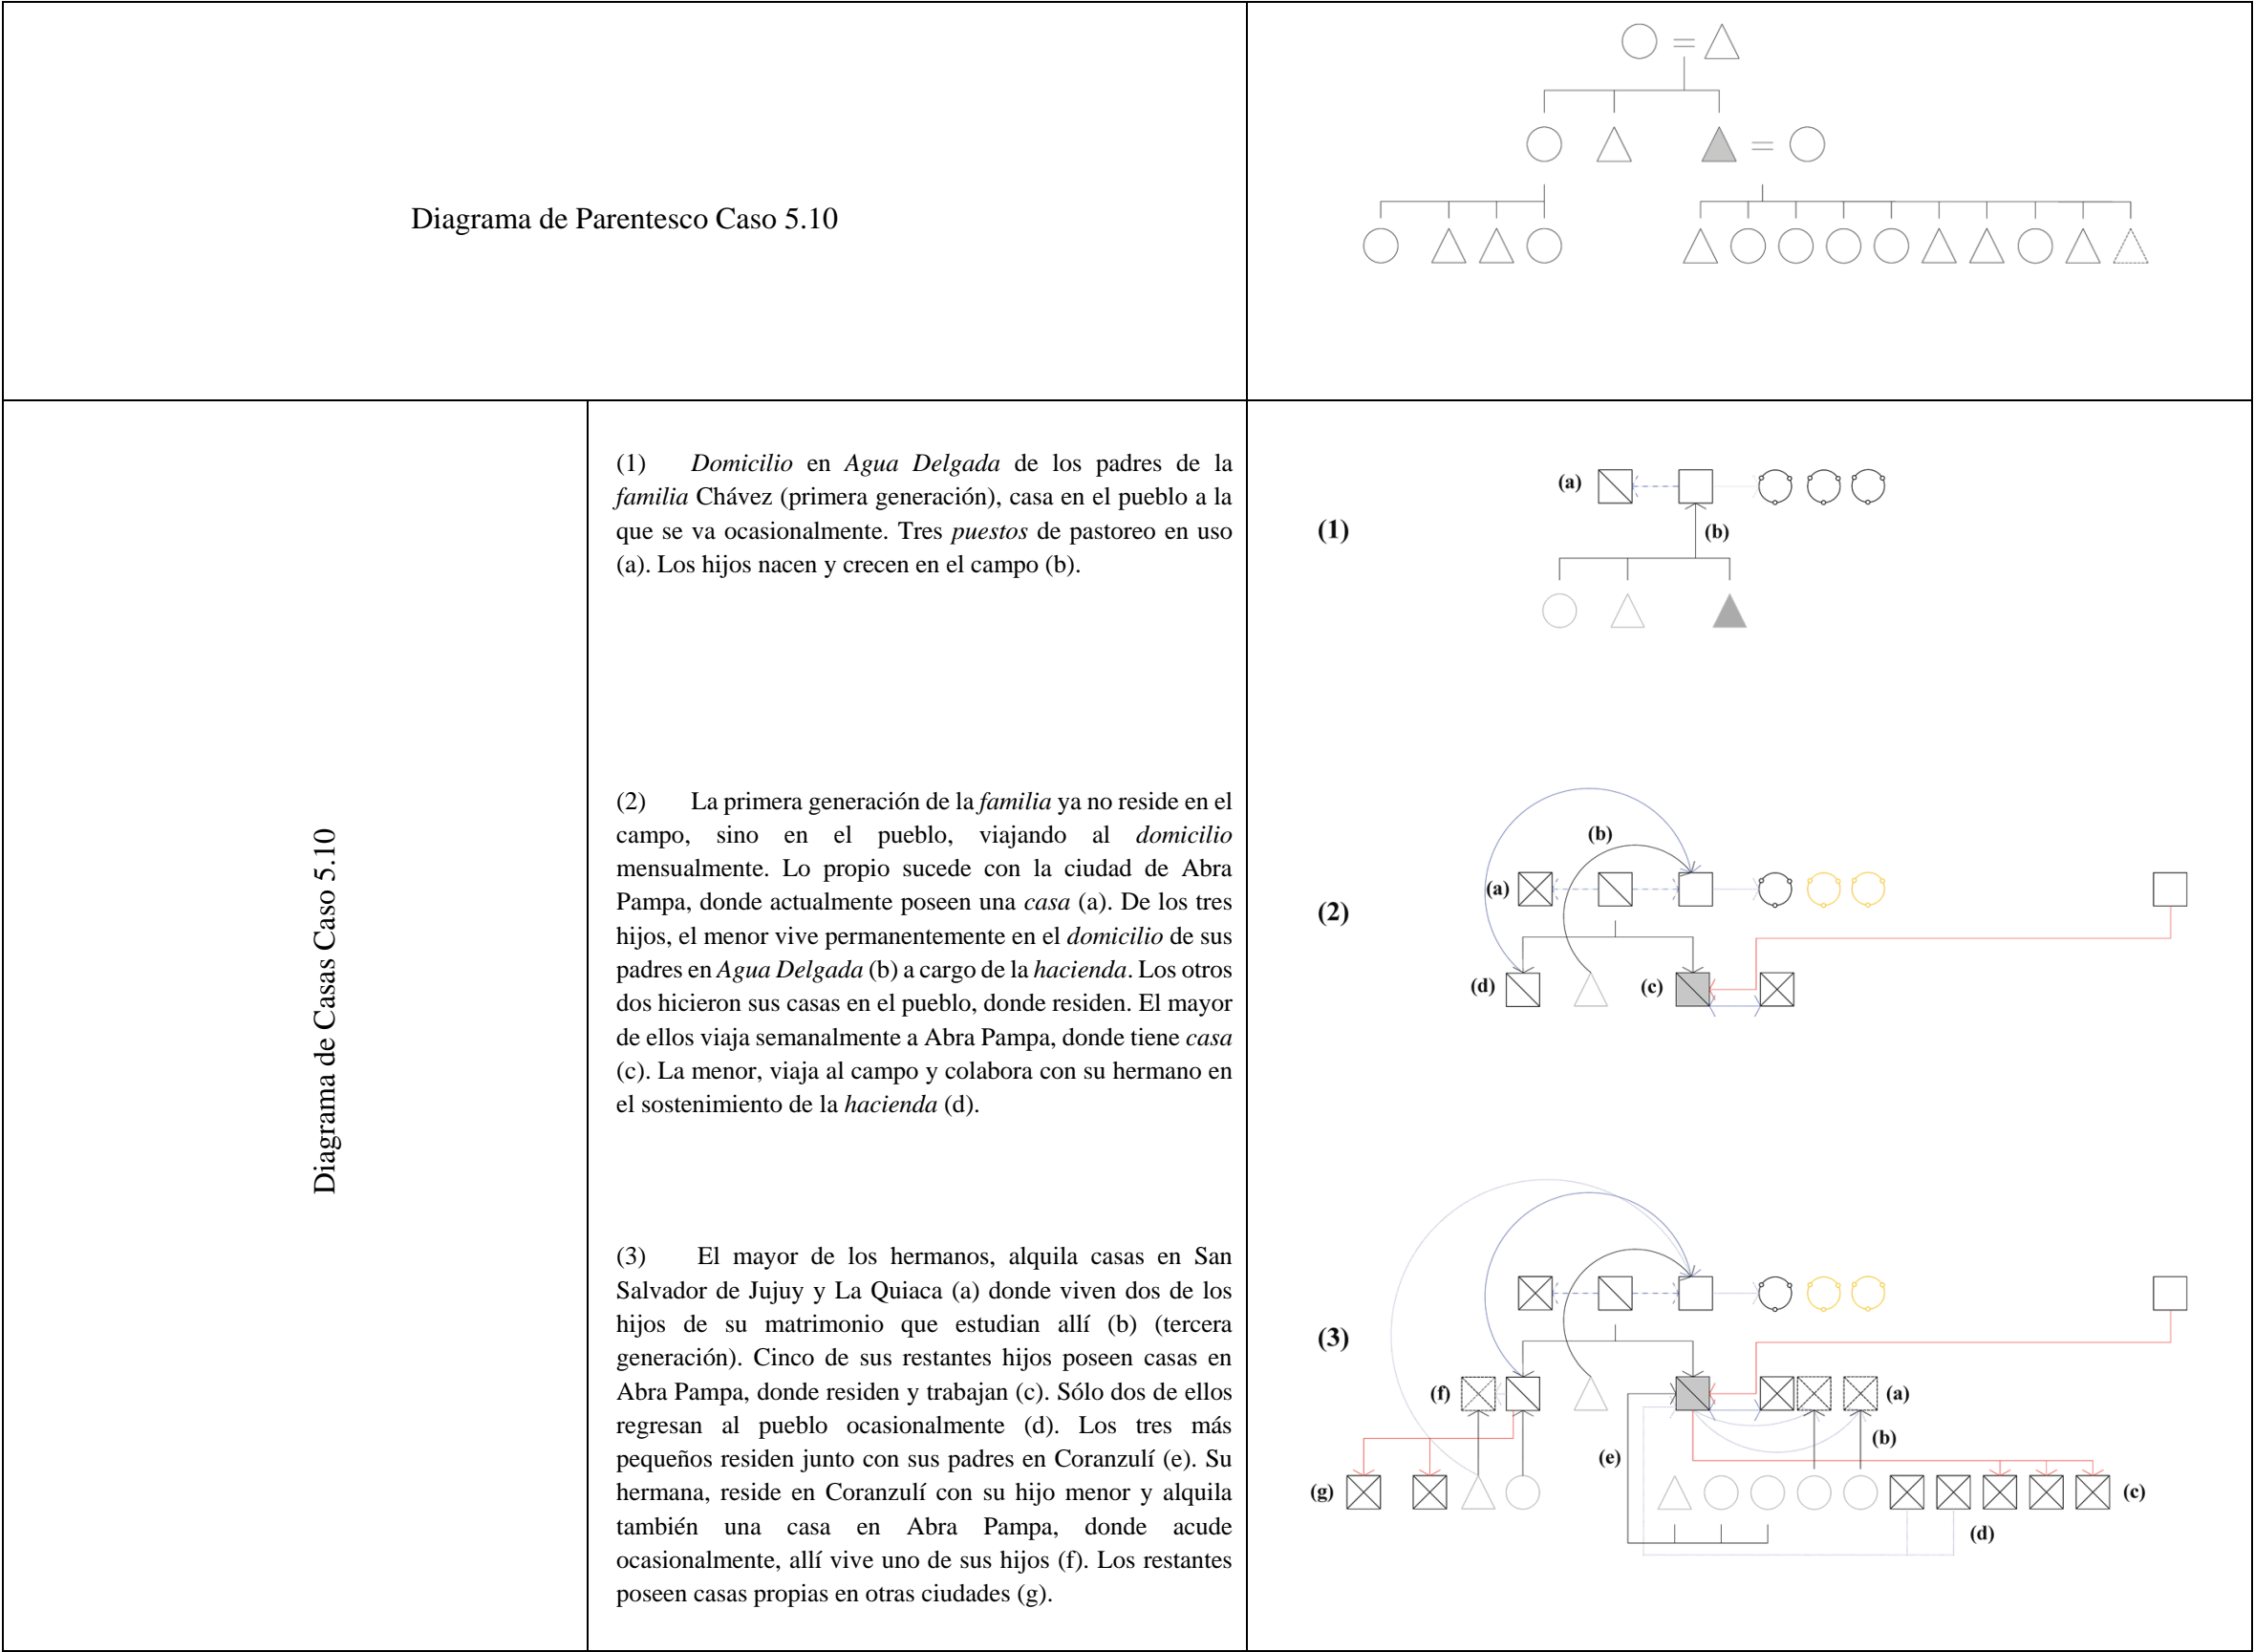 Diagrama de Parentesco Caso 5.10
Diagrama de Casas Caso 5.10
(1) Domicilio en Agua Delgada de los padres de la
familia Chávez (primera generación), casa en el pueblo a la
que se va ocasionalmente. Tres puestos de pastoreo en uso
(a). Los hijos nacen y crecen en el campo (b).
(1)
(a)
(b)
(2) La primera generación de la familia ya no reside en el
campo, sino en el pueblo, viajando al domicilio
mensualmente. Lo propio sucede con la ciudad de Abra
Pampa, donde actualmente poseen una casa (a). De los tres
hijos, el menor vive permanentemente en el domicilio de sus
padres en Agua Delgada (b) a cargo de la hacienda. Los otros
dos hicieron sus casas en el pueblo, donde residen. El mayor
de ellos viaja semanalmente a Abra Pampa, donde tiene casa
(c). La menor, viaja al campo y colabora con su hermano en
el sostenimiento de la hacienda (d).
(2)
(b)
(a)
(d)
(c)
(3) El mayor de los hermanos, alquila casas en San
Salvador de Jujuy y La Quiaca (a) donde viven dos de los
hijos de su matrimonio que estudian allí (b) (tercera
generación). Cinco de sus restantes hijos poseen casas en
Abra Pampa, donde residen y trabajan (c). Sólo dos de ellos
regresan al pueblo ocasionalmente (d). Los tres más
pequeños residen junto con sus padres en Coranzulí (e). Su
hermana, reside en Coranzulí con su hijo menor y alquila
también una casa en Abra Pampa, donde acude
ocasionalmente, allí vive uno de sus hijos (f). Los restantes
poseen casas propias en otras ciudades (g).
(3)
(f)
(a)
(b)
(e)
(g)
(c)
(d)